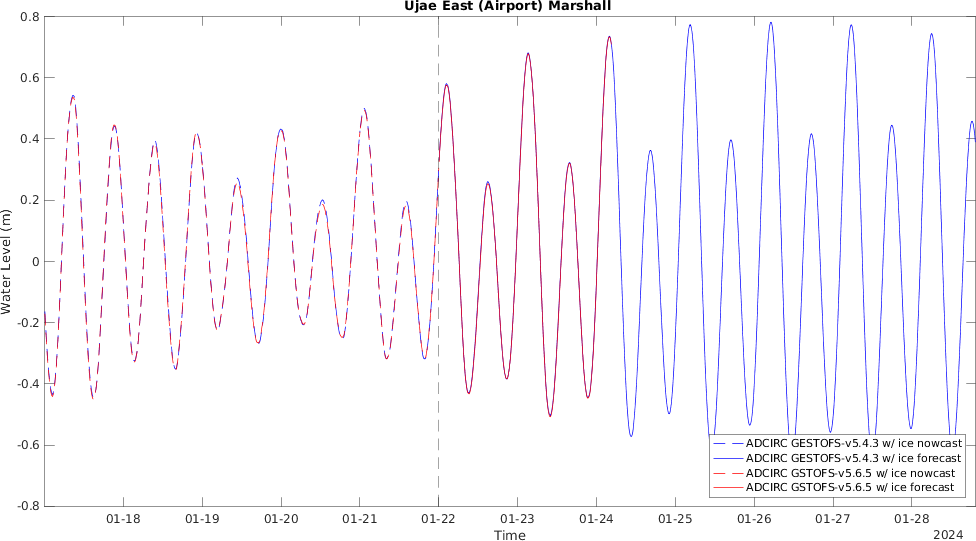 Ujae East (Airport) Marshall
0.8
0.6
0.4
0.2
0
-0.2
-0.4
-0.6
-0.8
Water Level (m)
ADCIRC GESTOFS-v5.4.3 w/ ice nowcast
ADCIRC GESTOFS-v5.4.3 w/ ice forecast
ADCIRC GSTOFS-v5.6.5 w/ ice nowcast
ADCIRC GSTOFS-v5.6.5 w/ ice forecast
01-18 01-19 01-20 01-21 01-22 01-23 01-24 01-25 01-26 01-27 01-28
Time
2024